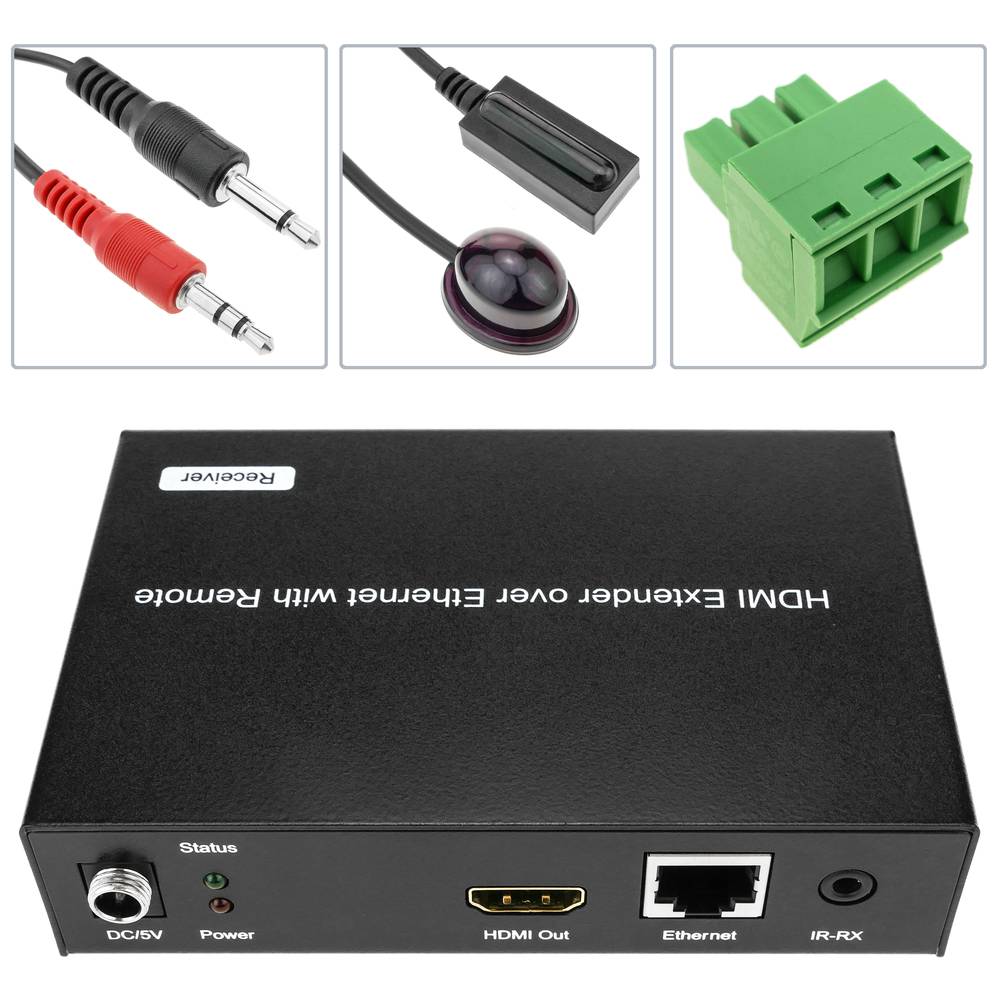 Receiver
HDMI Extender over Ethernet with Remote
Status
DC/5V
Power
HDMI Out
Ethernet
IR-RX